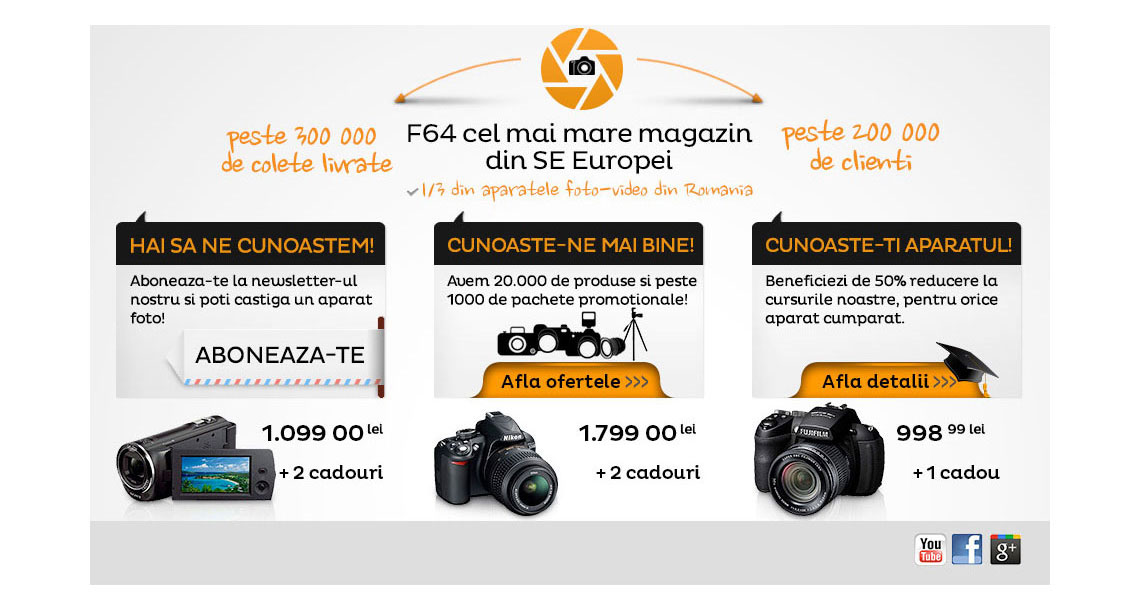 peste 300 000
de colete livrate
F64 cel mai mare magazin
din SE Europei
1/3 din aparatele foto-video din Romania
peste 200 000
de clienti
HAI SA NE CUNOASTEM!
Aboneaza-te la newsletter-ul
nostru si poti castiga un aparat
foto!
ABONEAZA-TE
CUNOASTE-NE MAI BINE!
Avem 20.000 de produse si peste
1000 de pachete promotionale!
Afla ofertele >>>
CUNOASTE-TI APARATUL!
Beneficiezi de 50% reducere la
cursurile noastre, pentru orice
aparat cumparat.
Afla detalii >>>
1.099 00 lei
+ 2 cadouri
Nikon
1.799 00 lei
+ 2 cadouri
FUJIFILM
998 99 lei
+ 1 cadou
You
Tube
f
g+